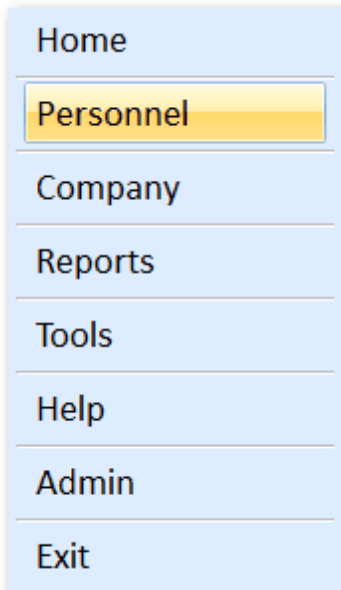 Home
Personnel
Company
Reports
Tools
Help
Admin
Exit